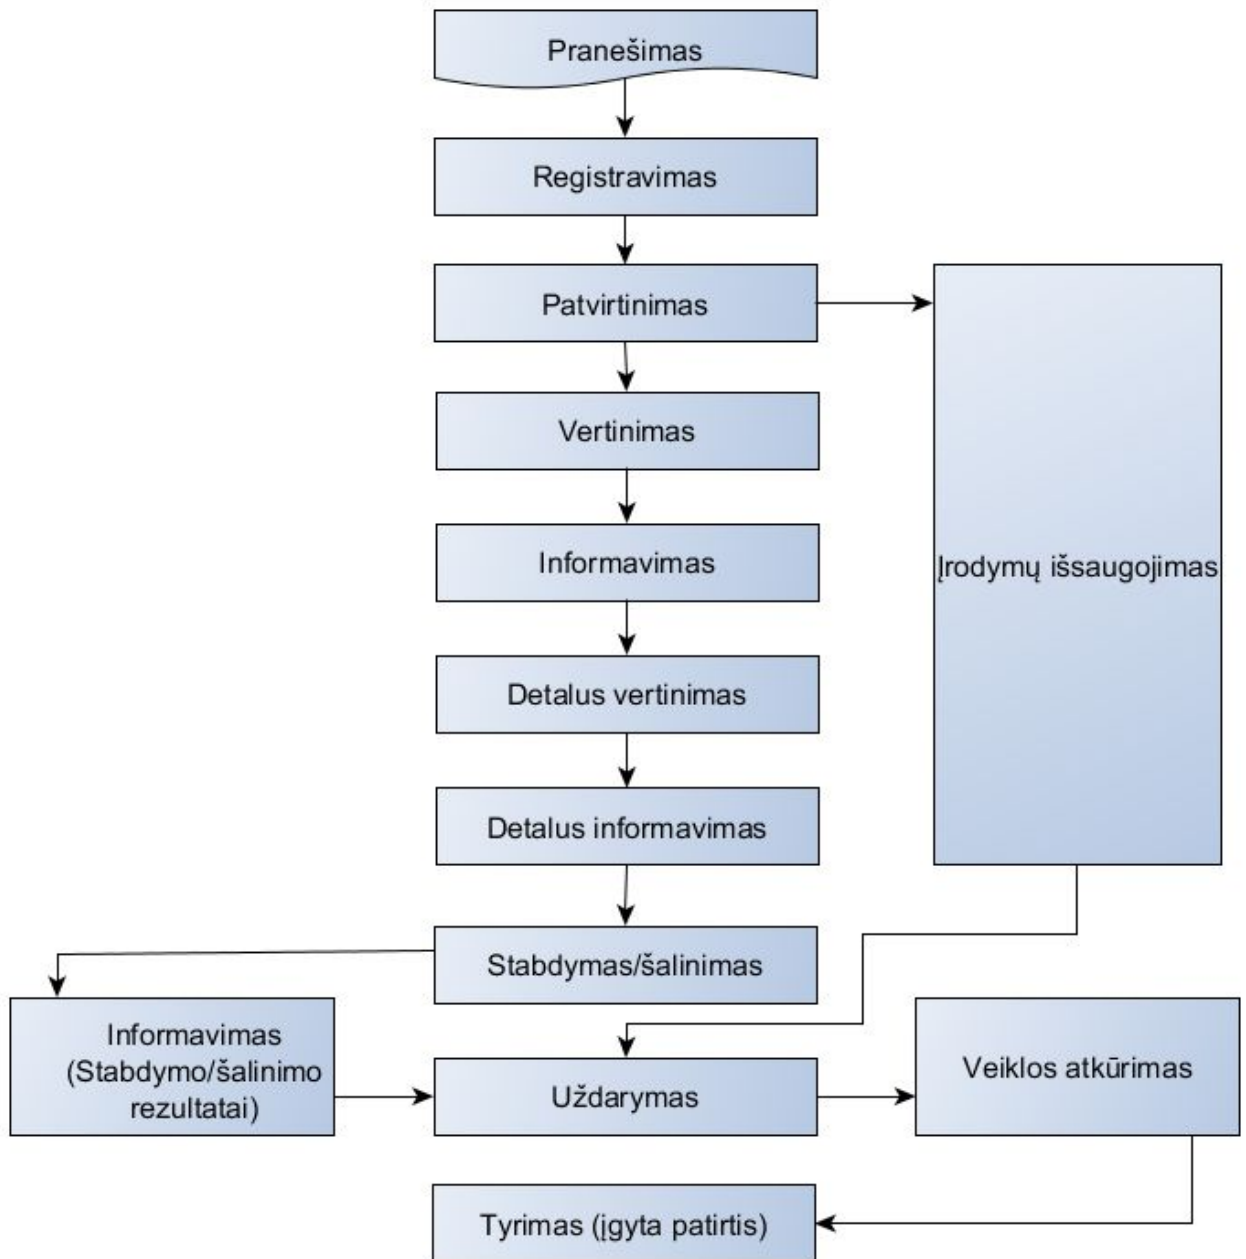 Pranešimas
Registravimas
Patvirtinimas
Vertinimas
Informavimas
Įrodymų išsaugojimas
Detalus vertinimas
Detalus informavimas
Stabdymas/šalinimas
Informavimas
(Stabdymo/šalinimo
rezultatai)
Uždarymas
Veiklos atkūrimas
Tyrimas (įgyta patirtis)